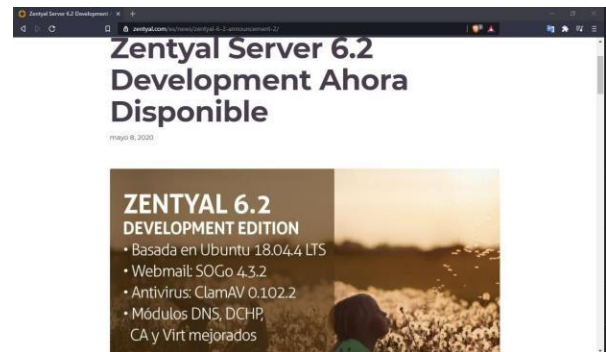 Zentyal Server 6.2 Development
zentyal.com/es/news/zentyal-6-2-announcement-2/
Zentyal Server 6.2
Development Ahora
Disponible
mayo 8, 2020
ZENTYAL 6.2
DEVELOPMENT EDITION
• Basada en Ubuntu 18.04.4 LTS
• Webmail: SOGo 4.3.2
• Antivirus: ClamAV 0.102.2
• Módulos DNS, DCHP,
CA y Virt mejorados